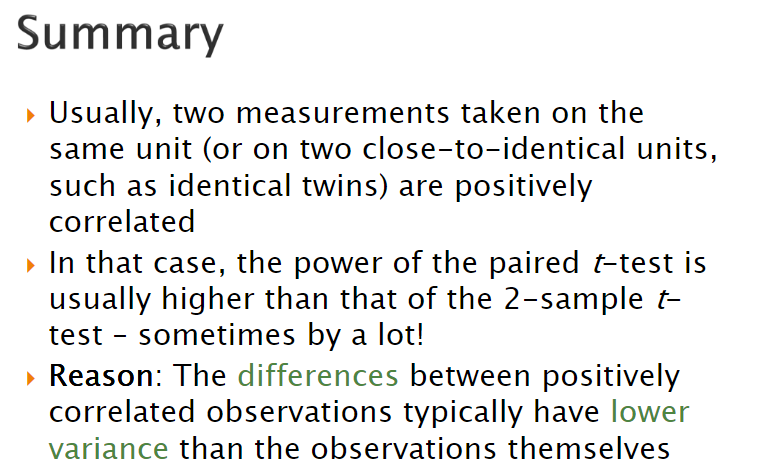 Summary
Usually, two measurements taken on the
same unit (or on two close-to-identical units,
such as identical twins) are positively
correlated
In that case, the power of the paired t-test is
usually higher than that of the 2-sample t-
test – sometimes by a lot!
Reason: The differences between positively
correlated observations typically have lower
variance than the observations themselves